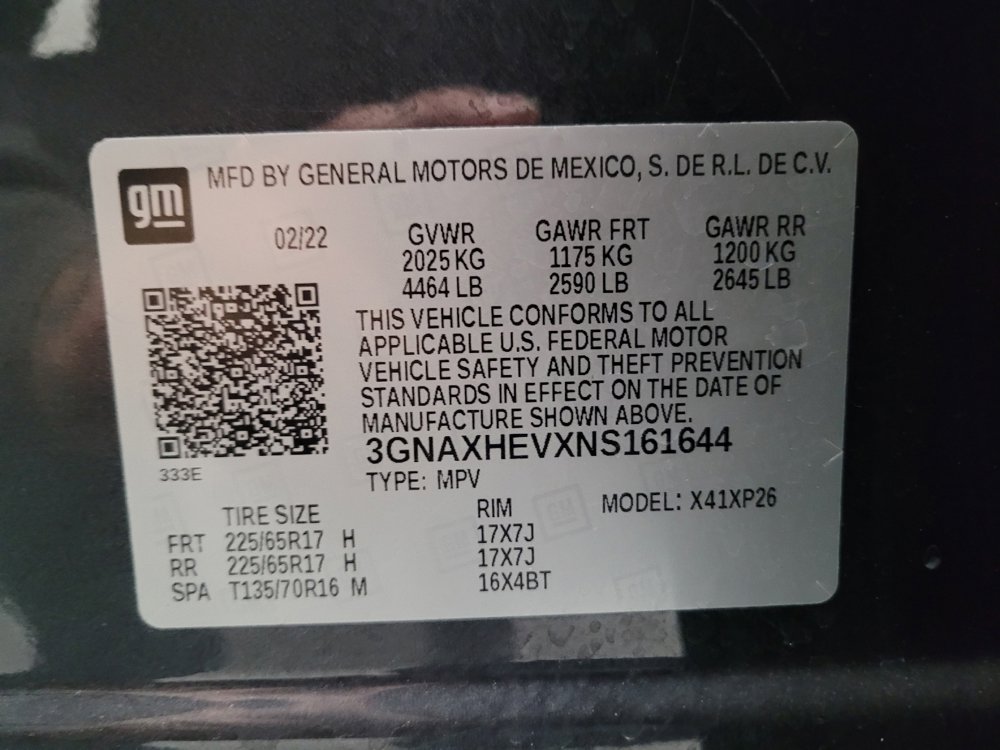 gm
MFD BY GENERAL MOTORS DE MEXICO, S. DE R.L. DE C.V.
02/22 GVWR GAWR FRT GAWR RR
2025 KG 1175 KG 1200 KG
4464 LB 2590 LB 2645 LB
THIS VEHICLE CONFORMS TO ALL
APPLICABLE U.S. FEDERAL MOTOR
VEHICLE SAFETY AND THEFT PREVENTION
STANDARDS IN EFFECT ON THE DATE OF
MANUFACTURE SHOWN ABOVE.
3GNAXHEVXNS161644
333E
TYPE: MPV
TIRE SIZE RIM MODEL: X41XP26
FRT 225/65R17 H 17X7J
RR 225/65R17 H 17X7J
SPA T135/70R16 M 16X4BT